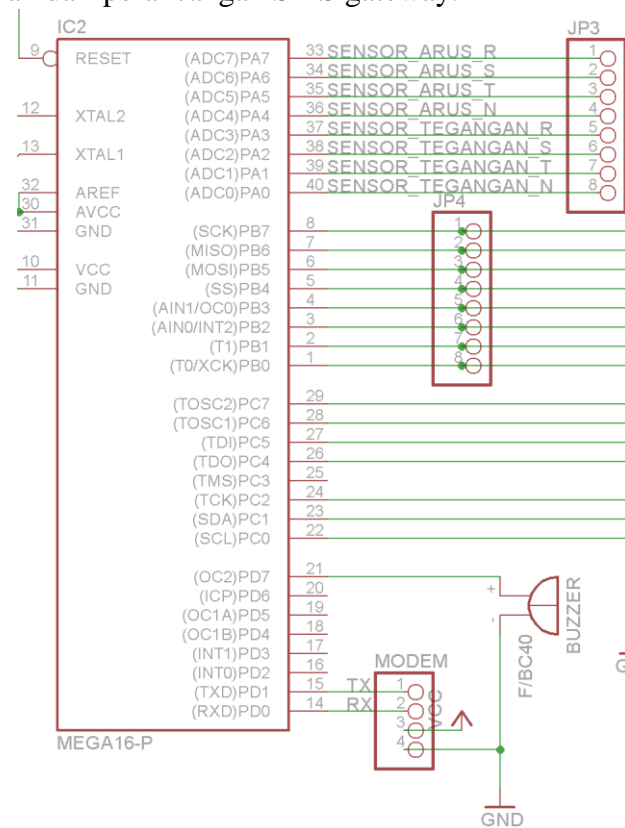 perancangan SMS gateway.
IC2
JP3
9 RESET (ADC7)PA7 33 SENSOR_ARUS_R 1
(ADC6)PA6 34 SENSOR_ARUS_S 2
(ADC5)PA5 35 SENSOR_ARUS_T 3
12 XTAL2 (ADC4)PA4 36 SENSOR_ARUS_N 4
(ADC3)PA3 37 SENSOR_TEGANGAN_R 5
13 XTAL1 (ADC2)PA2 38 SENSOR_TEGANGAN_S 6
(ADC1)PA1 39 SENSOR_TEGANGAN_T 7
32 AREF (ADC0)PA0 40 SENSOR_TEGANGAN_N 8
30 AVCC
JP4
31 GND (SCK)PB7 8 1
(MISO)PB6 7 2
10 VCC (MOSI)PB5 6 3
11 GND (SS)PB4 5 4
(AIN1/OC0)PB3 4 5
(AIN0/INT2)PB2 3 6
(T1)PB1 2 7
(T0/XCK)PB0 1 8
(TOSC2)PC7 29
(TOSC1)PC6 28
(TDI)PC5 27
(TDO)PC4 26
(TMS)PC3 25
(TCK)PC2 24
(SDA)PC1 23
(SCL)PC0 22
(OC2)PD7 21
(ICP)PD6 20
(OC1A)PD5 19
(OC1B)PD4 18
(INT1)PD3 17
(INT0)PD2 16
(TXD)PD1 15 TX 1
(RXD)PD0 14 RX 2
3
4
MODEM
VCC
+
-
F/BC40
BUZZER
MEGA16-P
GND